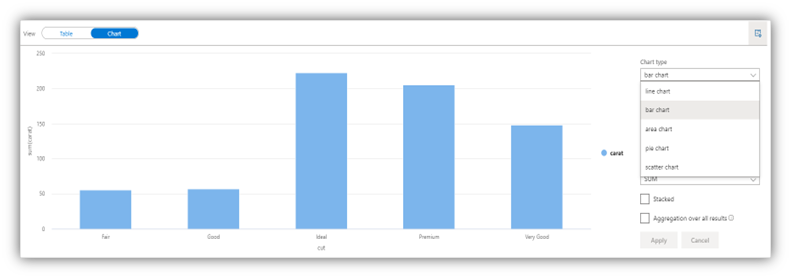 View Table Chart
250
200
150
100
50
0
sum(carat)
Fair Good Ideal Premium Very Good
cut
carat
Chart type
bar chart
line chart
bar chart
area chart
pie chart
scatter chart
SUM
Stacked
Aggregation over all results
Apply Cancel